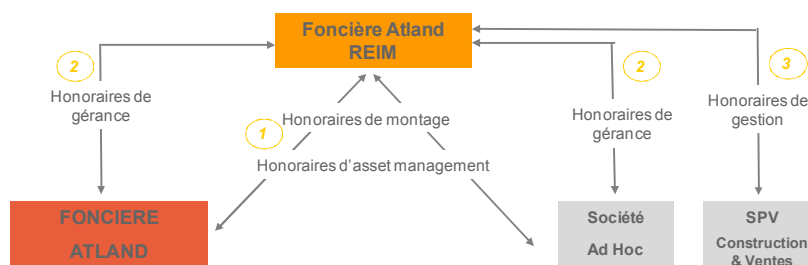 Foncière Atland
REIM
2
2
3
Honoraires de
gérance
Honoraires de
gérance
Honoraires de
gestion
1
Honoraires de montage
Honoraires d'asset management
FONCIERE
ATLAND
Société
Ad Hoc
SPV
Construction
& Ventes